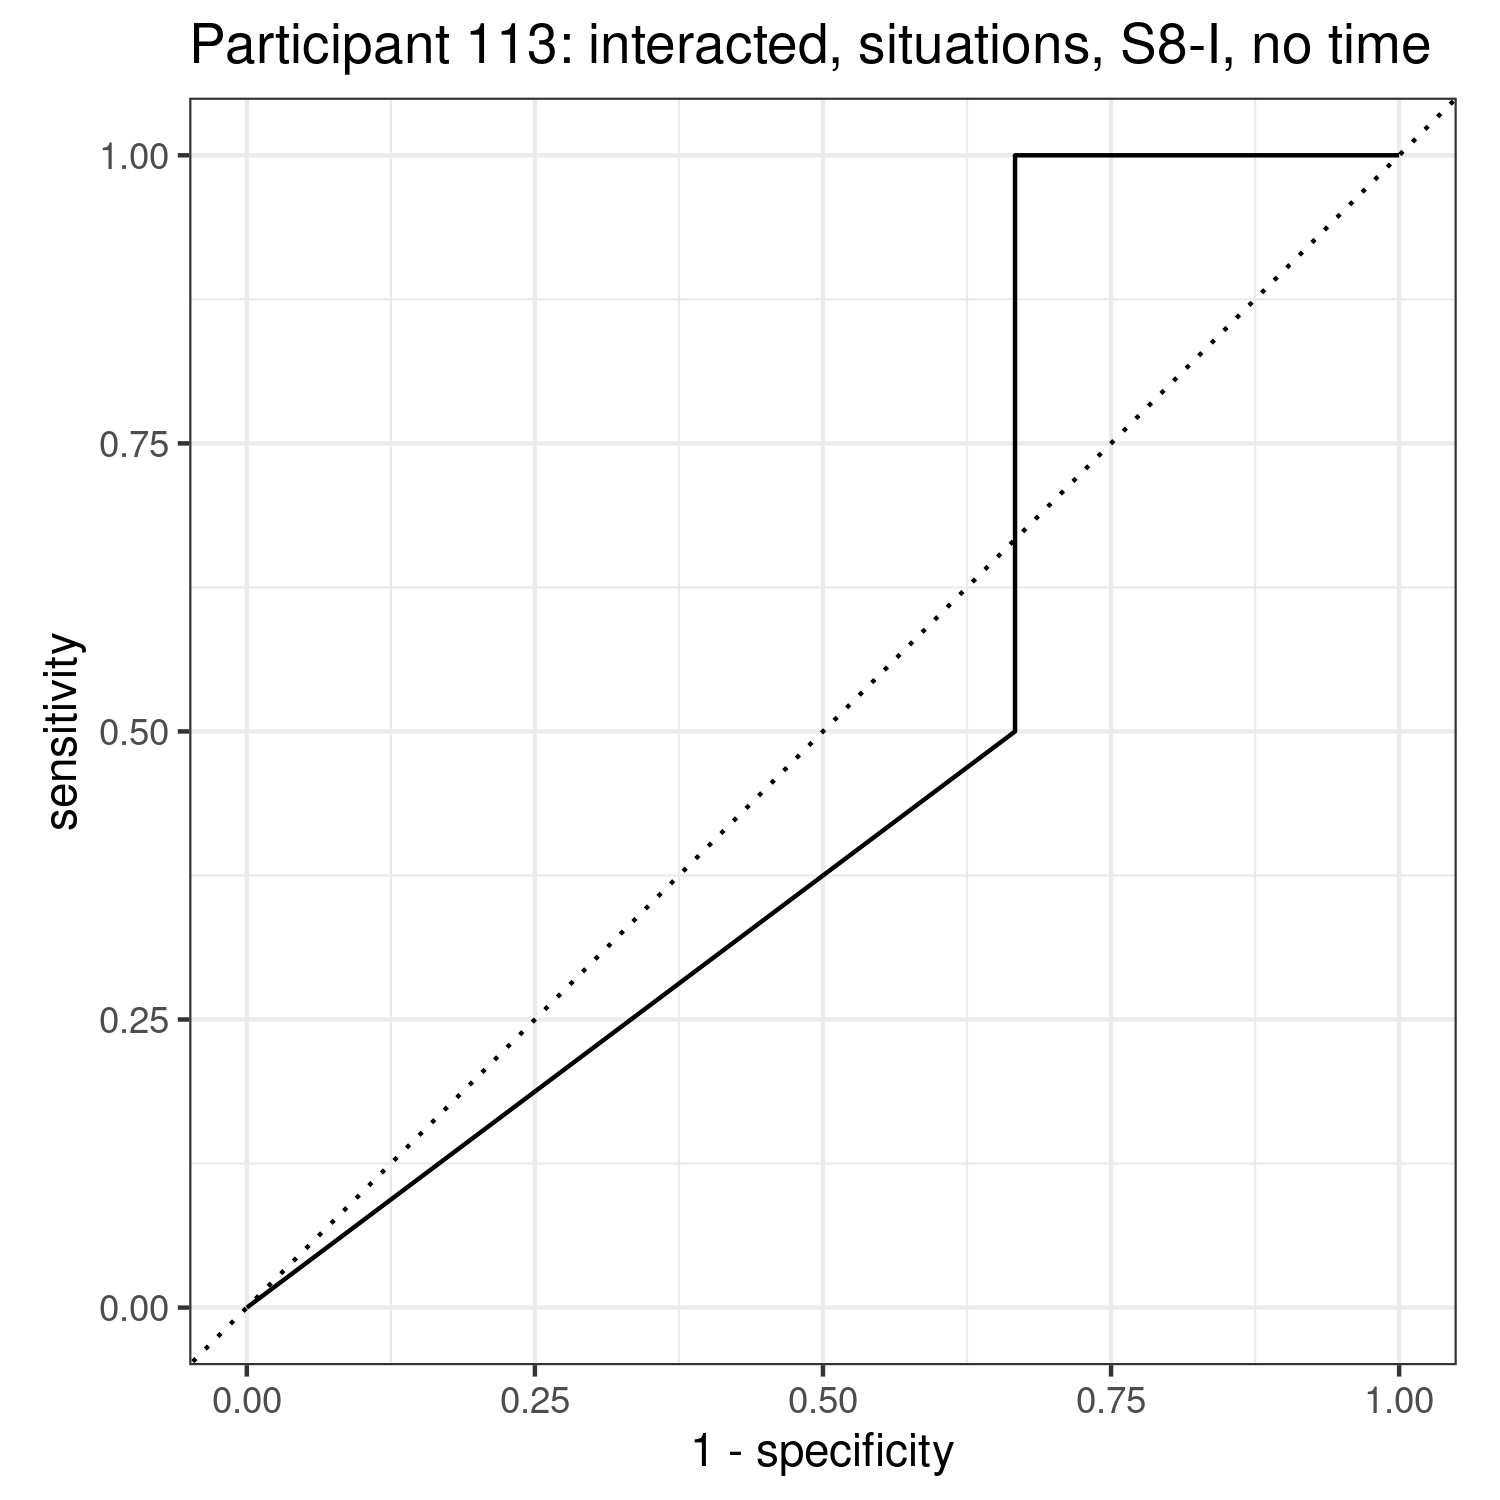 Participant 113: interacted, situations, S8-I, no time
1.00
0.75
0.50
0.25
0.00
sensitivity
0.00 0.25 0.50 0.75 1.00
1 - specificity